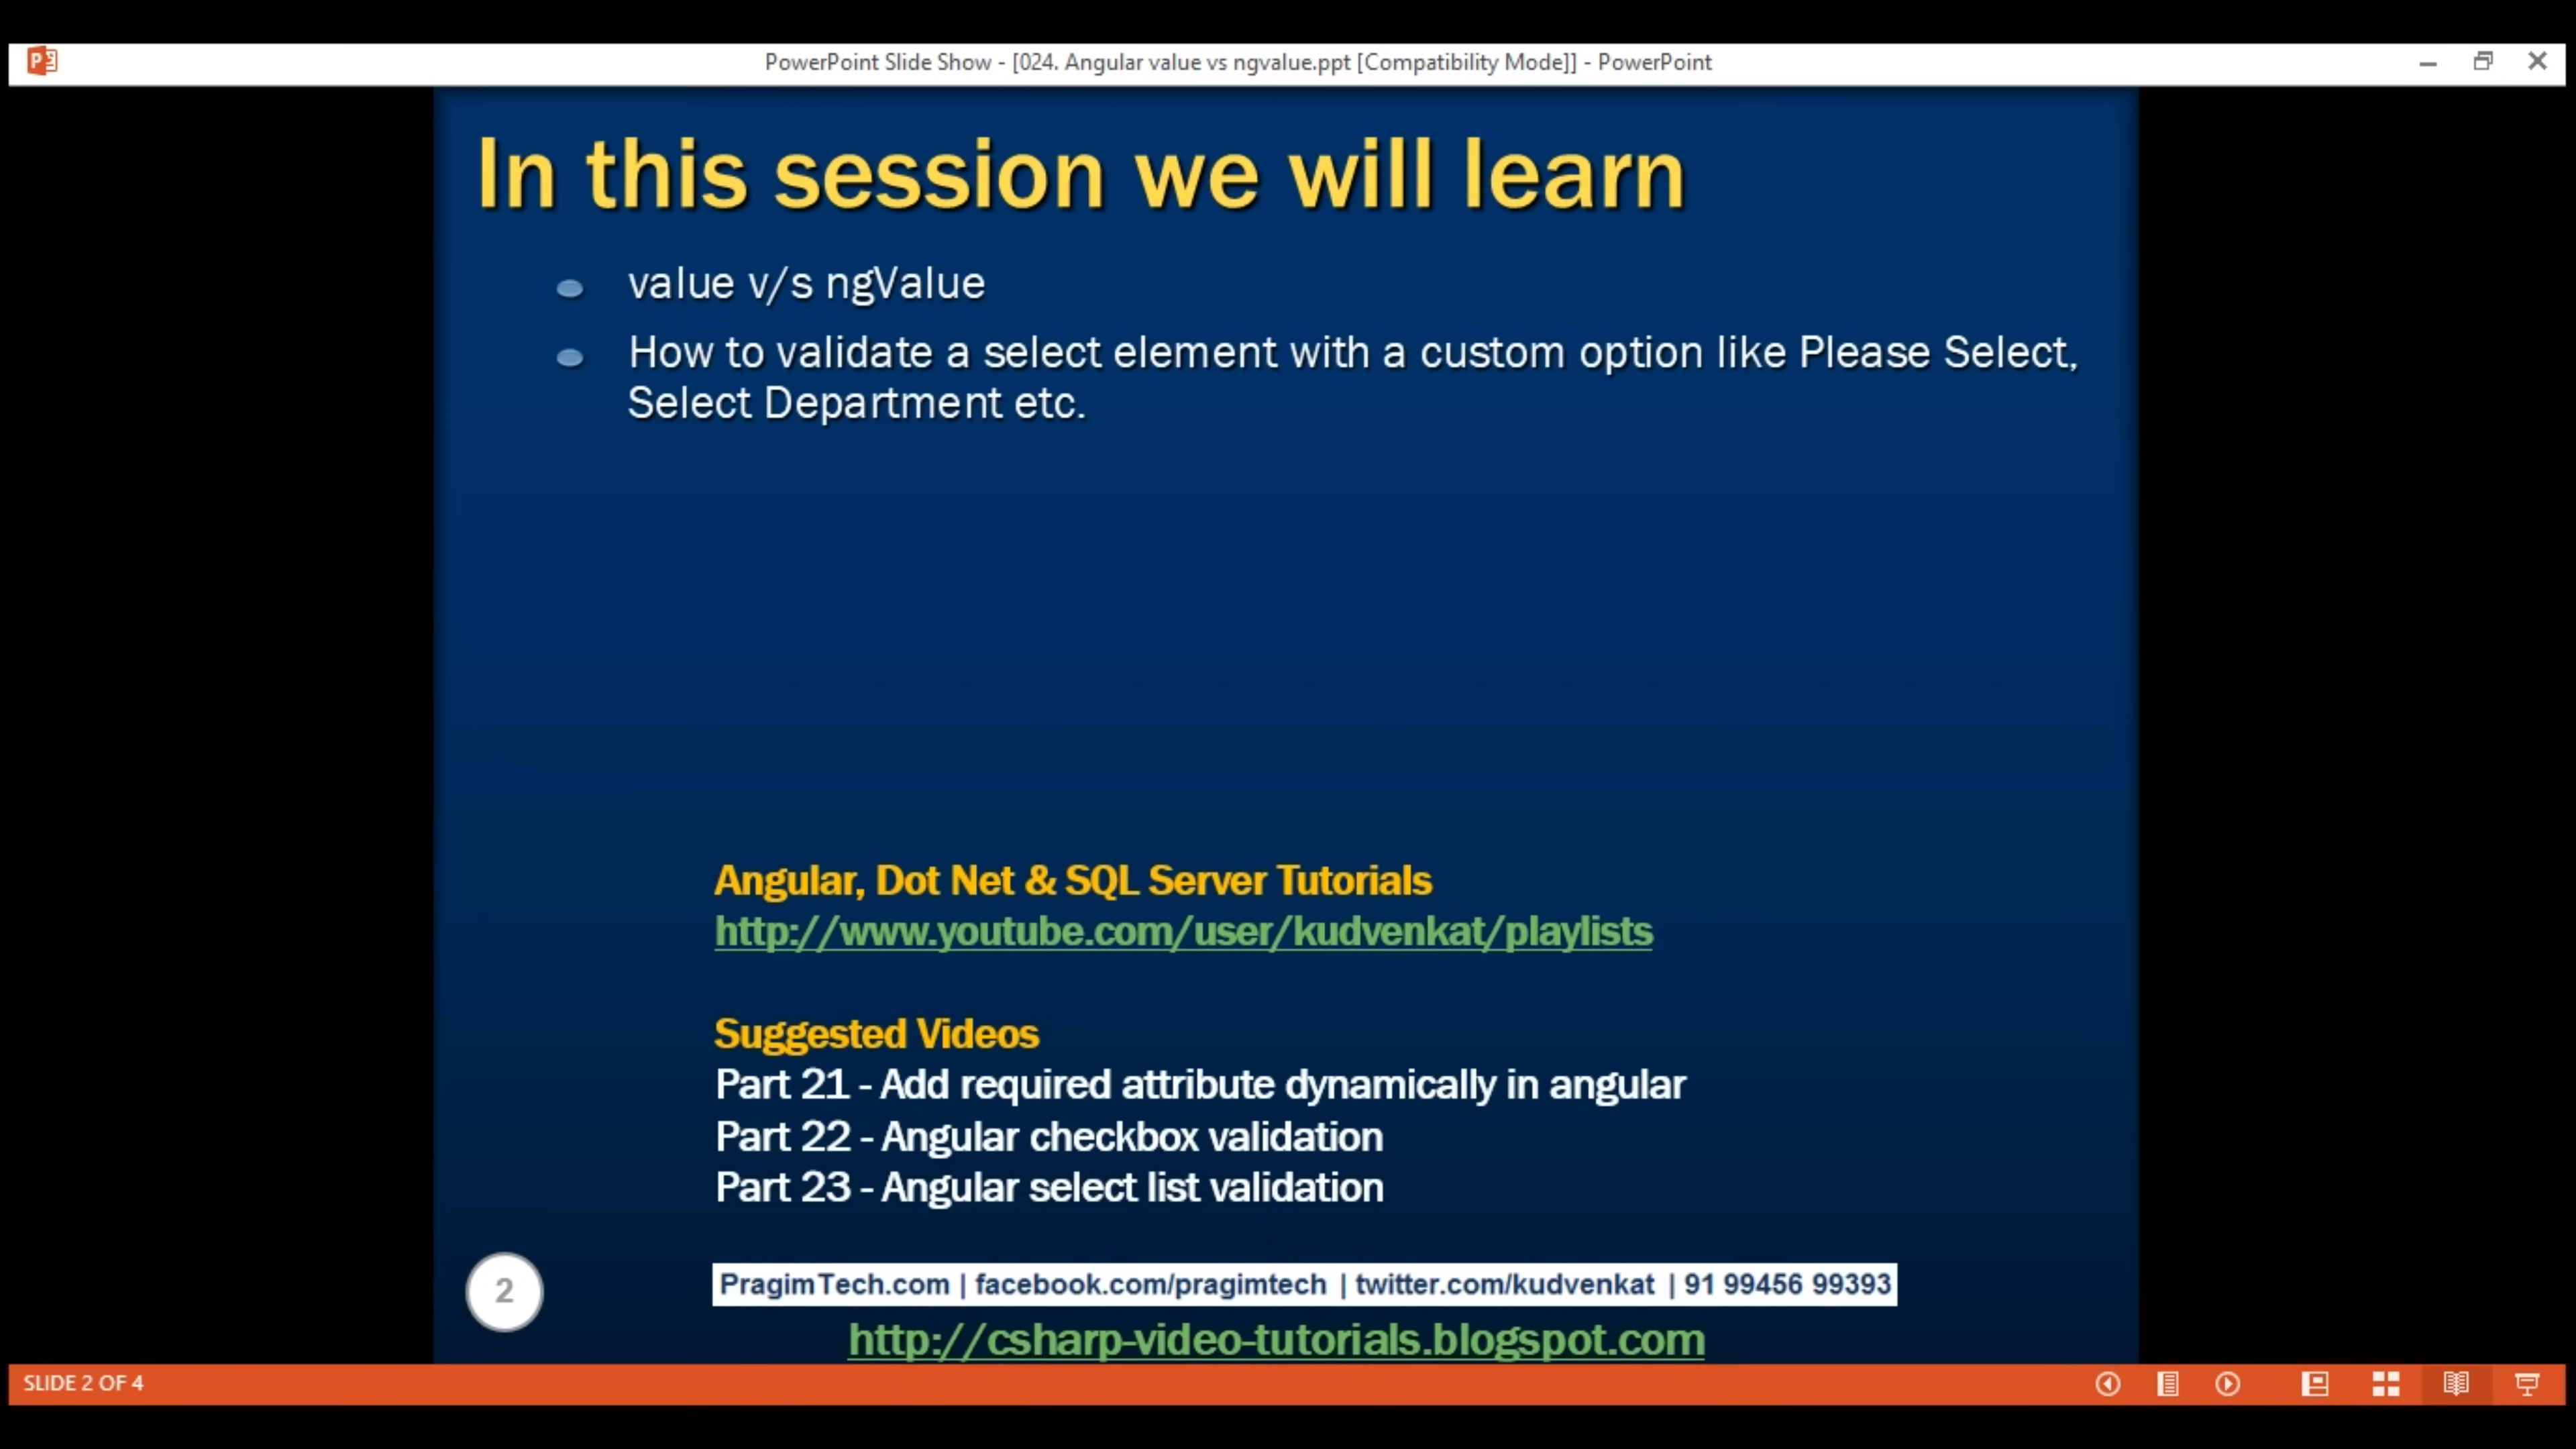 PowerPoint Slide Show - [024. Angular value vs ngvalue.ppt [Compatibility Mode]] - PowerPoint
In this session we will learn
value v/s ngValue
How to validate a select element with a custom option like Please Select,
Select Department etc.
Angular, Dot Net & SQL Server Tutorials
http://www.youtube.com/user/kudvenkat/playlists
Suggested Videos
Part 21 - Add required attribute dynamically in angular
Part 22 - Angular checkbox validation
Part 23 - Angular select list validation
2
PragimTech.com | facebook.com/pragimtech | twitter.com/kudvenkat | 91 99456 99393
http://csharp-video-tutorials.blogspot.com
SLIDE 2 OF 4